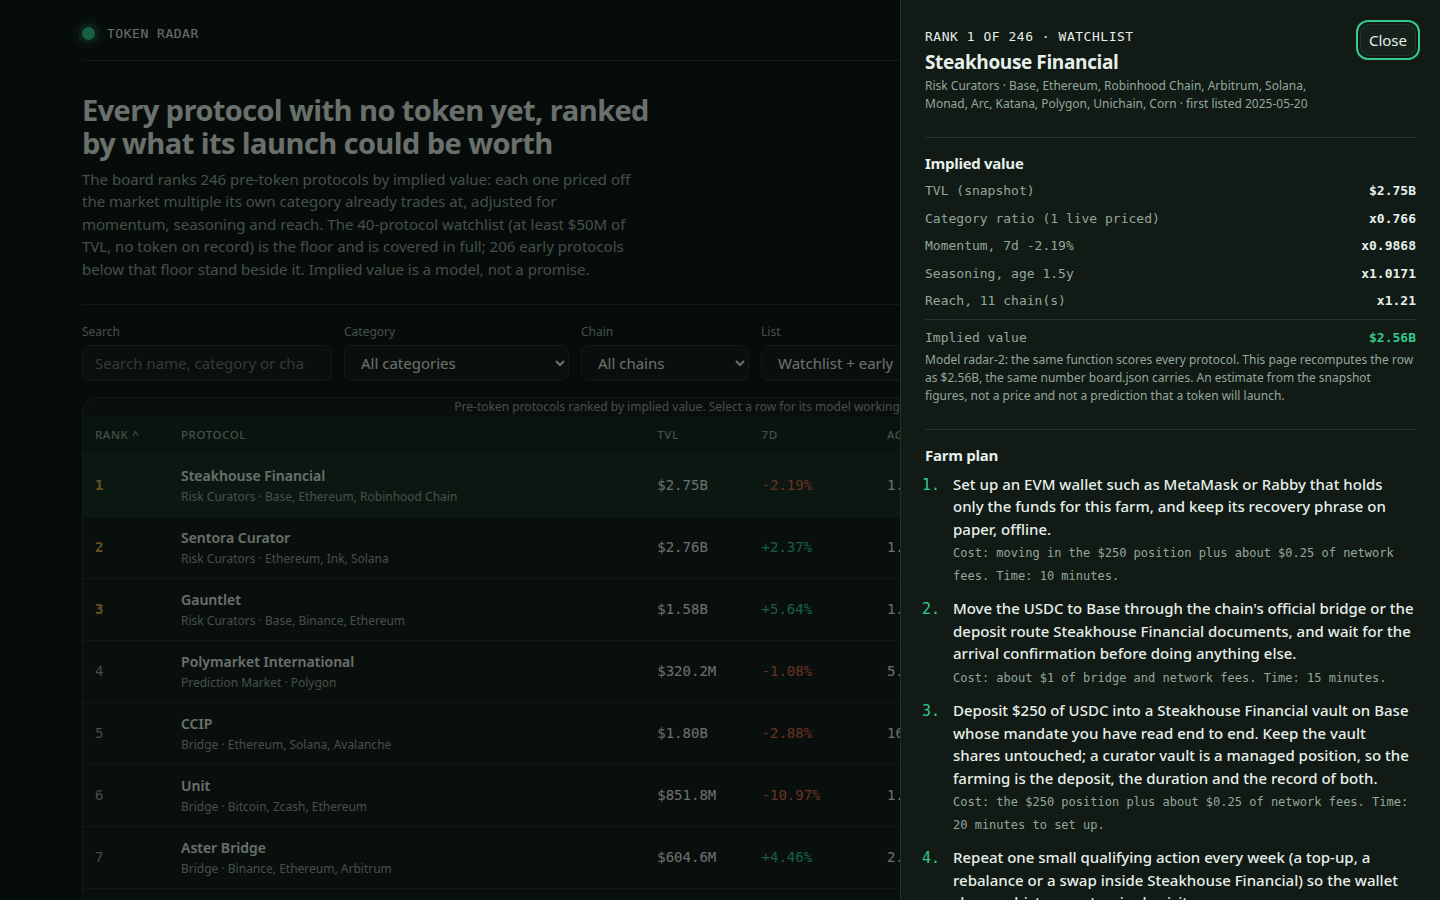 TOKEN RADAR
Every protocol with no token yet, ranked
by what its launch could be worth
The board ranks 246 pre-token protocols by implied value: each one priced off
the market multiple its own category already trades at, adjusted for
momentum, seasoning and reach. The 40-protocol watchlist (at least $50M of
TVL, no token on record) is the floor and is covered in full; 206 early protocols
below that floor stand beside it. Implied value is a model, not a promise.
Search Category Chain List
Search name, category or cha All categories All chains Watchlist + early
Pre-token protocols ranked by implied value. Select a row for its model working
RANK ^ PROTOCOL TVL 7D
1 Steakhouse Financial $2.75B -2.19% 1.
Risk Curators · Base, Ethereum, Robinhood Chain
2 Sentora Curator $2.76B +2.37% 1.
Risk Curators · Ethereum, Ink, Solana
3 Gauntlet $1.58B +5.64% 1.
Risk Curators · Base, Binance, Ethereum
4 Polymarket International $320.2M -1.08% 5.
Prediction Market · Polygon
5 CCIP $1.80B -2.88% 16
Bridge · Ethereum, Solana, Avalanche
6 Unit $851.8M -10.97% 1.
Bridge · Bitcoin, Zcash, Ethereum
7 Aster Bridge $604.6M +4.46% 2.
Bridge · Binance, Ethereum, Arbitrum
RANK 1 OF 246 · WATCHLIST
Close
Steakhouse Financial
Risk Curators · Base, Ethereum, Robinhood Chain, Arbitrum, Solana,
Monad, Arc, Katana, Polygon, Unichain, Corn · first listed 2025-05-20
Implied value
TVL (snapshot) $2.75B
Category ratio (1 live priced) x0.766
Momentum, 7d -2.19% x0.9868
Seasoning, age 1.5y x1.0171
Reach, 11 chain(s) x1.21
Implied value $2.56B
Model radar-2: the same function scores every protocol. This page recomputes the row
as $2.56B, the same number board.json carries. An estimate from the snapshot
figures, not a price and not a prediction that a token will launch.
Farm plan
1. Set up an EVM wallet such as MetaMask or Rabby that holds
only the funds for this farm, and keep its recovery phrase on
paper, offline.
Cost: moving in the $250 position plus about $0.25 of network
fees. Time: 10 minutes.
2. Move the USDC to Base through the chain's official bridge or the
deposit route Steakhouse Financial documents, and wait for the
arrival confirmation before doing anything else.
Cost: about $1 of bridge and network fees. Time: 15 minutes.
3. Deposit $250 of USDC into a Steakhouse Financial vault on Base
whose mandate you have read end to end. Keep the vault
shares untouched; a curator vault is a managed position, so the
farming is the deposit, the duration and the record of both.
Cost: the $250 position plus about $0.25 of network fees. Time:
20 minutes to set up.
4. Repeat one small qualifying action every week (a top-up, a
rebalance or a swap inside Steakhouse Financial) so the wallet